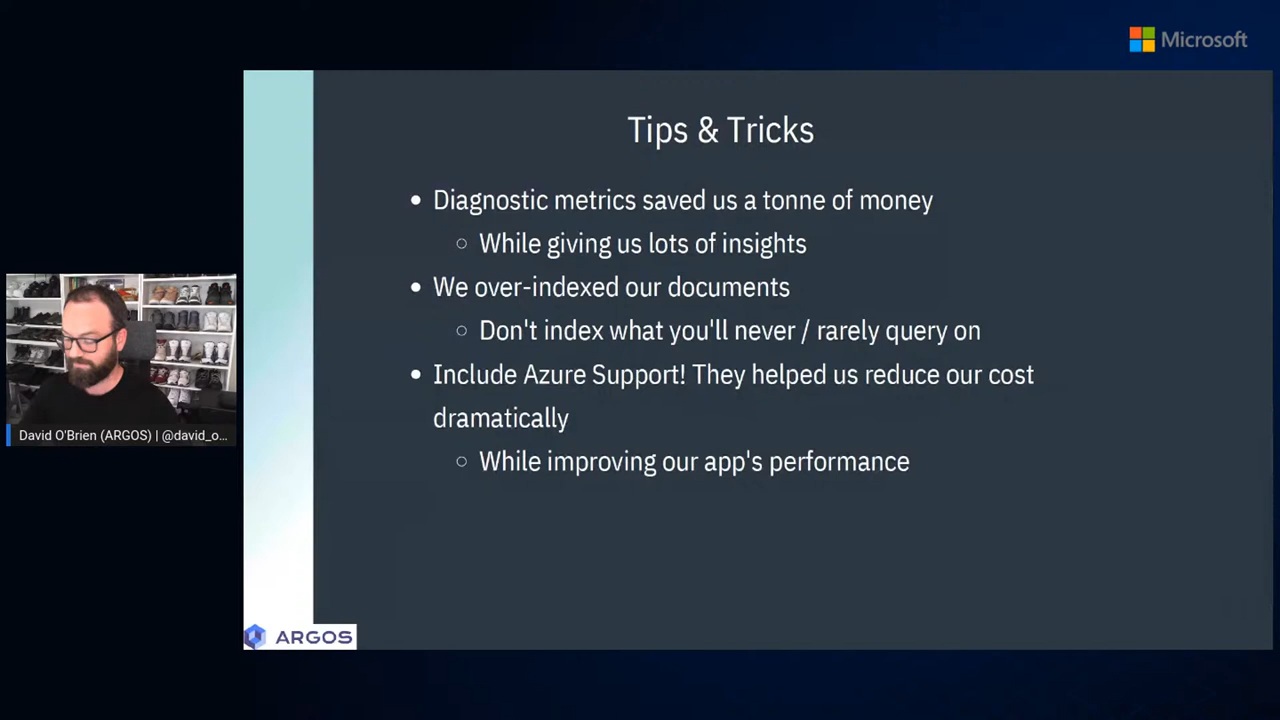 Microsoft
Tips & Tricks
• Diagnostic metrics saved us a tonne of money
○ While giving us lots of insights
• We over-indexed our documents
○ Don't index what you'll never / rarely query on
• Include Azure Support! They helped us reduce our cost
dramatically
○ While improving our app's performance
David O'Brien (ARGOS) | @david_o...
ARGOS